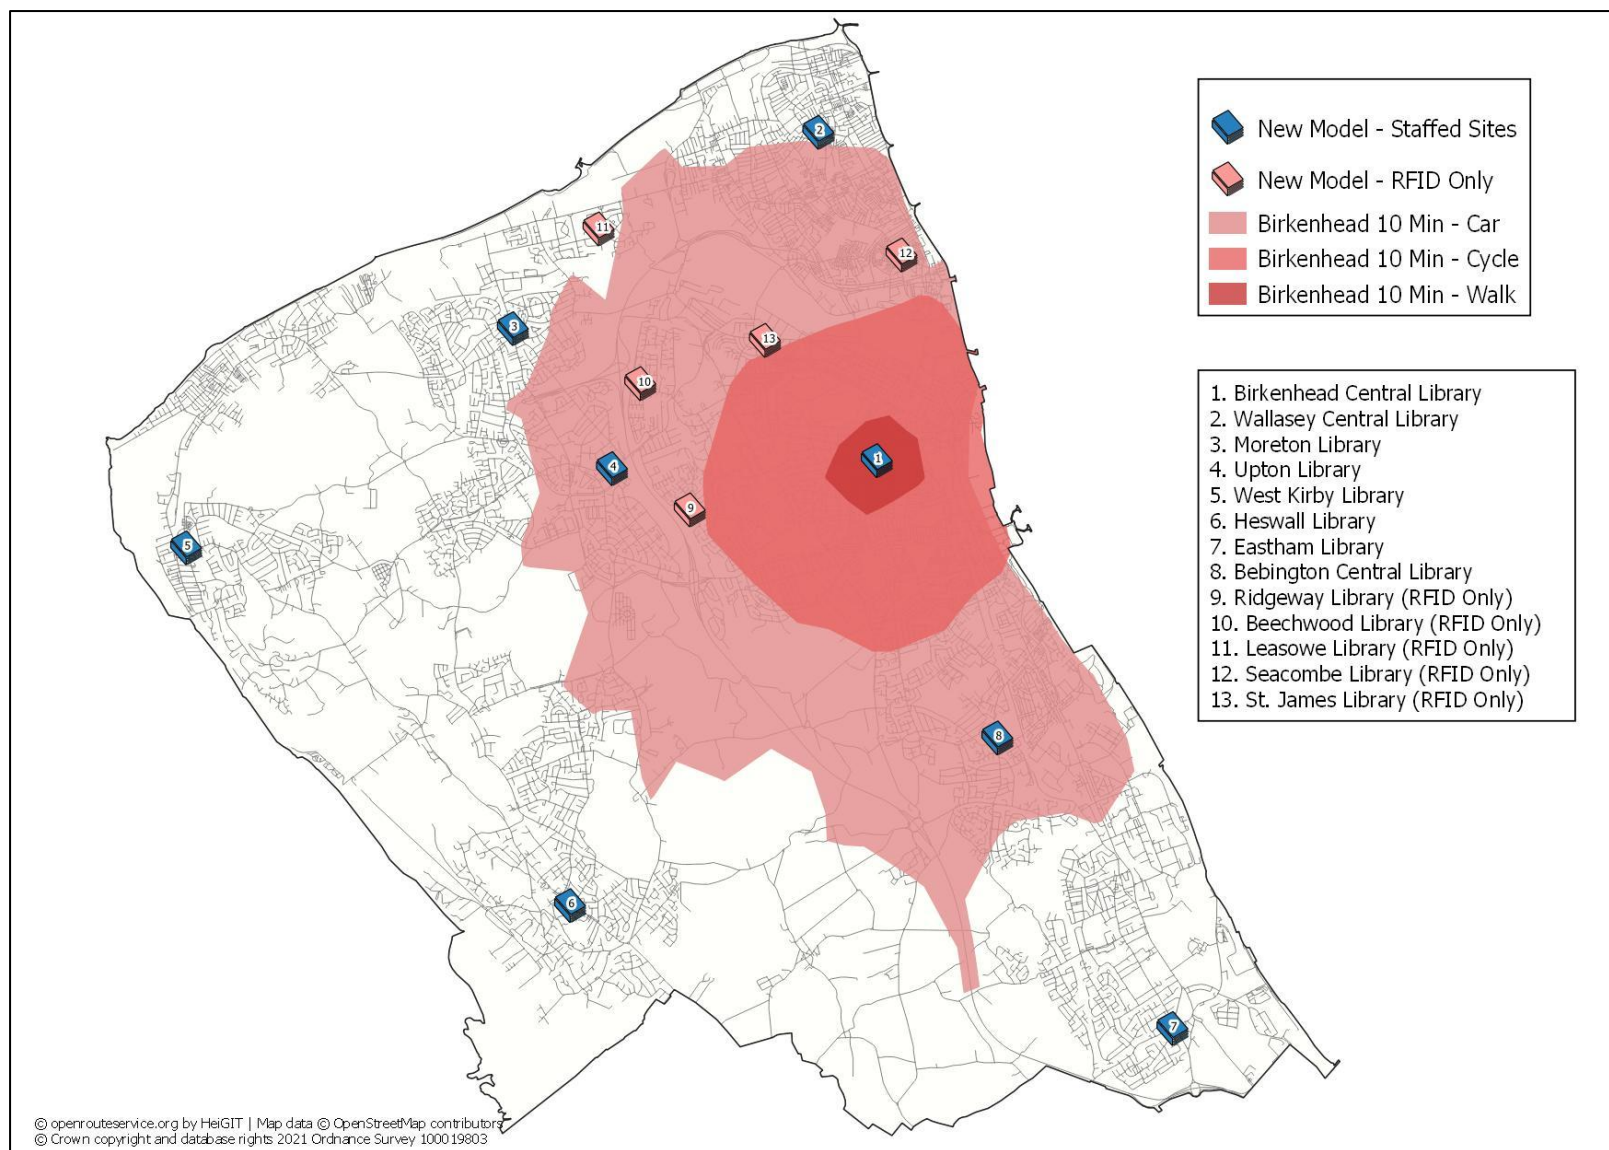 New Model - Staffed Sites
New Model - RFID Only
Birkenhead 10 Min - Car
Birkenhead 10 Min - Cycle
Birkenhead 10 Min - Walk
1. Birkenhead Central Library
2. Wallasey Central Library
3. Moreton Library
4. Upton Library
5. West Kirby Library
6. Heswall Library
7. Eastham Library
8. Bebington Central Library
9. Ridgeway Library (RFID Only)
10. Beechwood Library (RFID Only)
11. Leasowe Library (RFID Only)
12. Seacombe Library (RFID Only)
13. St. James Library (RFID Only)
2
11
12
3
13
10
1
4
9
5
8
6
7
© openrouteservice.org by HeiGIT | Map data © OpenStreetMap contributors
© Crown copyright and database rights 2021 Ordnance Survey 100019803